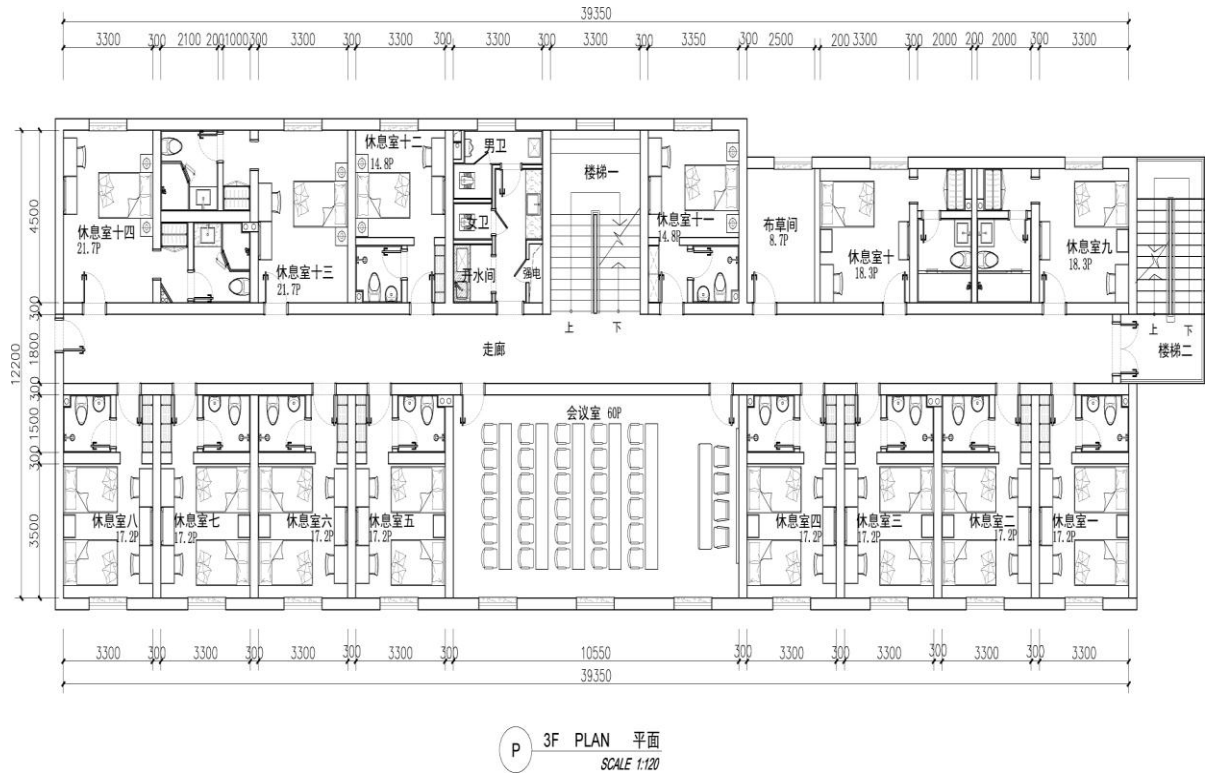 39350
3300 300 2100 200 1000 300 3300 300 3300 300 3300 300 3300 300 3350 300 2500 200 3300 300 2000 200 2000 300 3300
12200
4500
300
1800
300
1500
300
3500
休息室十四
21.7P
休息室十三
21.7P
休息室十二
14.8P
男卫
女卫
开水间
强电
楼梯一
上 下
休息室十一
14.8P
布草间
8.7P
休息室十
18.3P
休息室九
18.3P
上 下
楼梯二
走廊
会议室 60P
休息室八
17.2P
休息室七
17.2P
休息室六
17.2P
休息室五
17.2P
休息室四
17.2P
休息室三
17.2P
休息室二
17.2P
休息室一
17.2P
3300 300 3300 300 3300 300 3300 300 10550 300 3300 300 3300 300 3300 300 3300
39350
P 3F PLAN 平面
SCALE 1:120